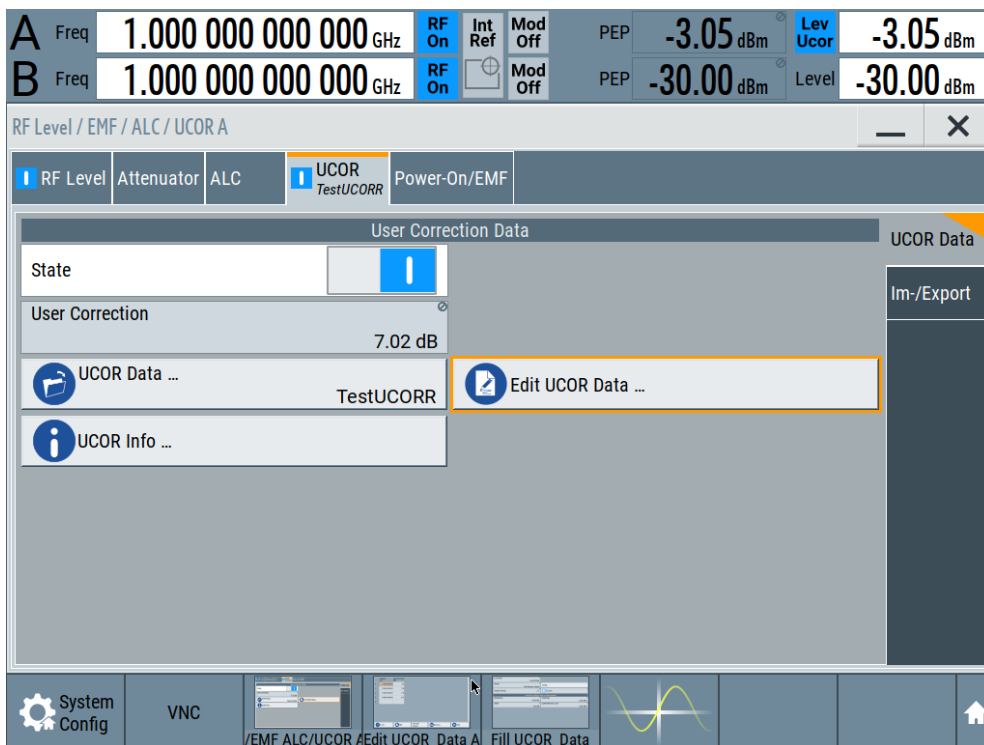 A Freq 1.000 000 000 000 GHz RF On Int Ref Mod Off PEP -3.05 dBm Lev Ucor -3.05 dBm
B Freq 1.000 000 000 000 GHz RF On Mod Off PEP -30.00 dBm Level -30.00 dBm
RF Level / EMF / ALC / UCOR A
RF Level Attenuator ALC UCOR TestUCORR Power-On/EMF
User Correction Data
UCOR Data
State
Im-/Export
User Correction
7.02 dB
UCOR Data ...
TestUCORR
Edit UCOR Data ...
UCOR Info ...
System Config
VNC
/EMF ALC/UCOR A
Edit UCOR Data A
Fill UCOR Data